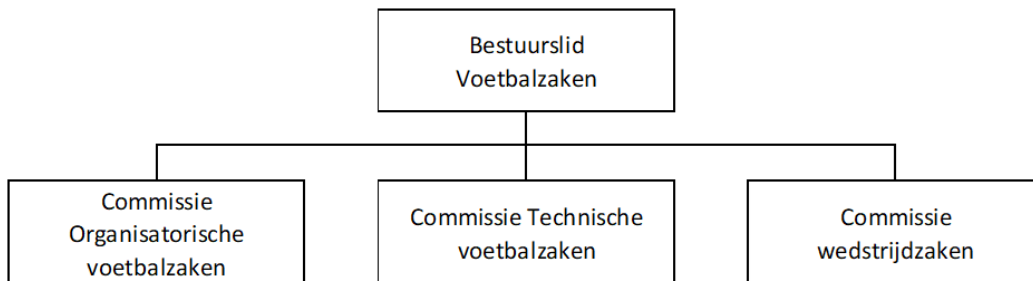 Bestuurslid
Voetbalzaken
Commissie
Organisatorische
voetbalzaken
Commissie Technische
voetbalzaken
Commissie
wedstrijdzaken